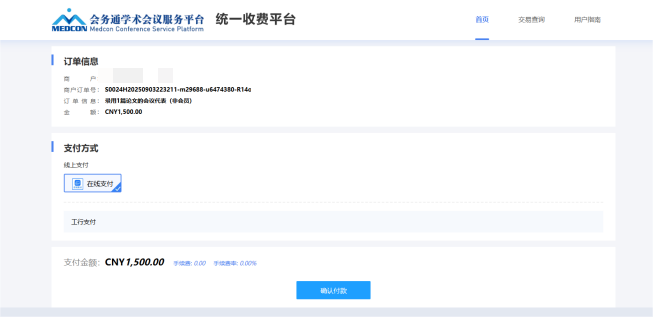 会务通学术会议服务平台 统一收费平台
MEDCON Medcon Conference Service Platform
首页 交易查询 用户指南
订单信息
商 户:
商户订单号: S0024H20250903223211-m29688-u6474380-R14e
订单信息: 录用1篇论文的会议代表 (非会员)
金 额: CNY1,500.00
支付方式
线上支付
在线支付
工行支付
支付金额: CNY1,500.00 手续费: 0.00 手续费率: 0.00%
确认付款